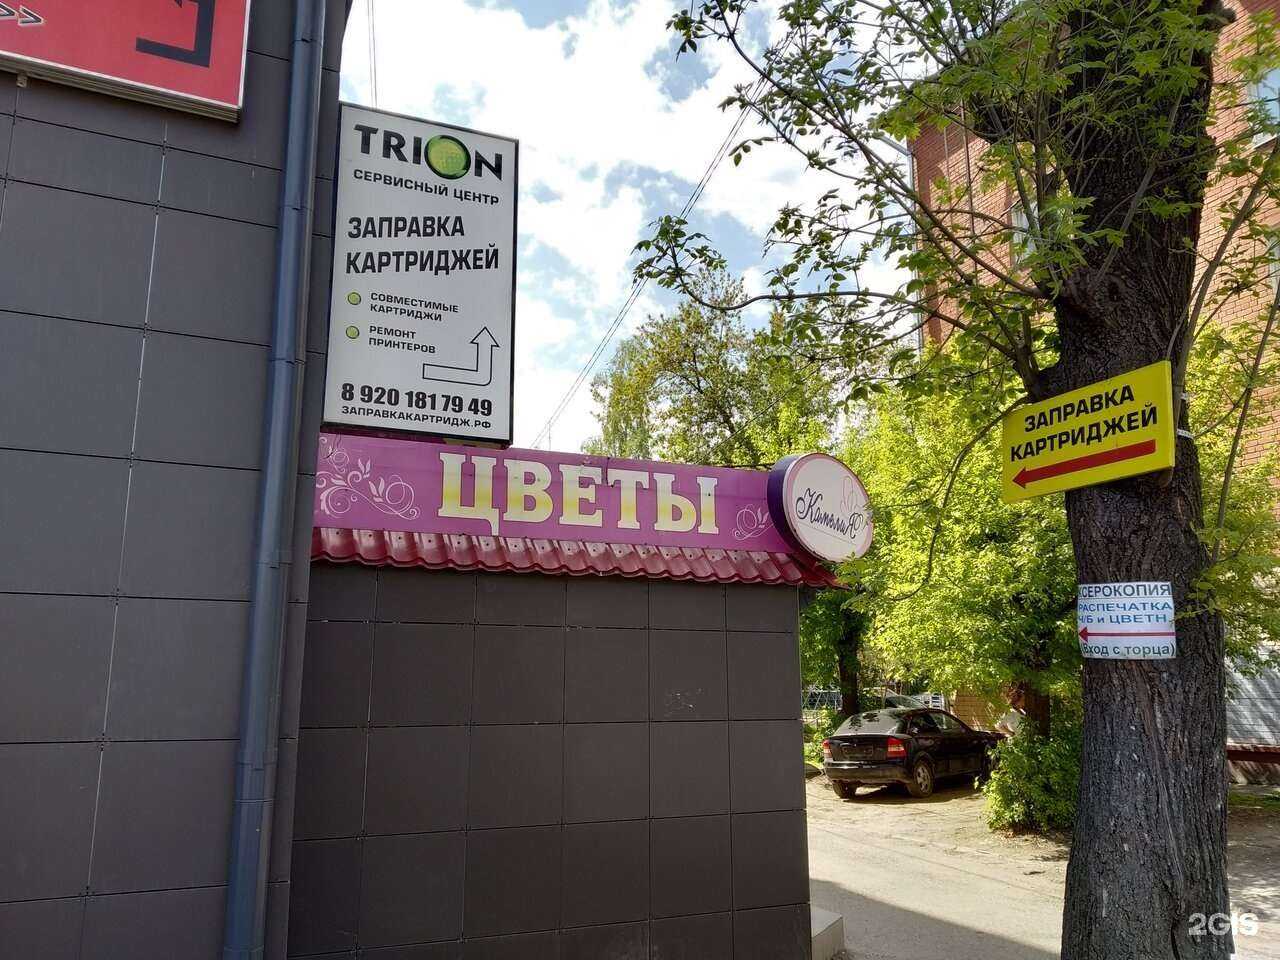 >>
TRION
СЕРВИСНЫЙ ЦЕНТР
ЗАПРАВКА
КАРТРИДЖЕЙ
СОВМЕСТИМЫЕ
КАРТРИДЖИ
РЕМОНТ
ПРИНТЕРОВ
8 920 181 79 49
ЗАПРАВКАКАРТРИДЖ.РФ
ЦВЕТЫ
КамелиЯ
ЗАПРАВКА
КАРТРИДЖЕЙ
КСЕРОКОПИЯ
РАСПЕЧАТКА
Ч/Б и ЦВЕТН.
(Вход с торца)
2GIS